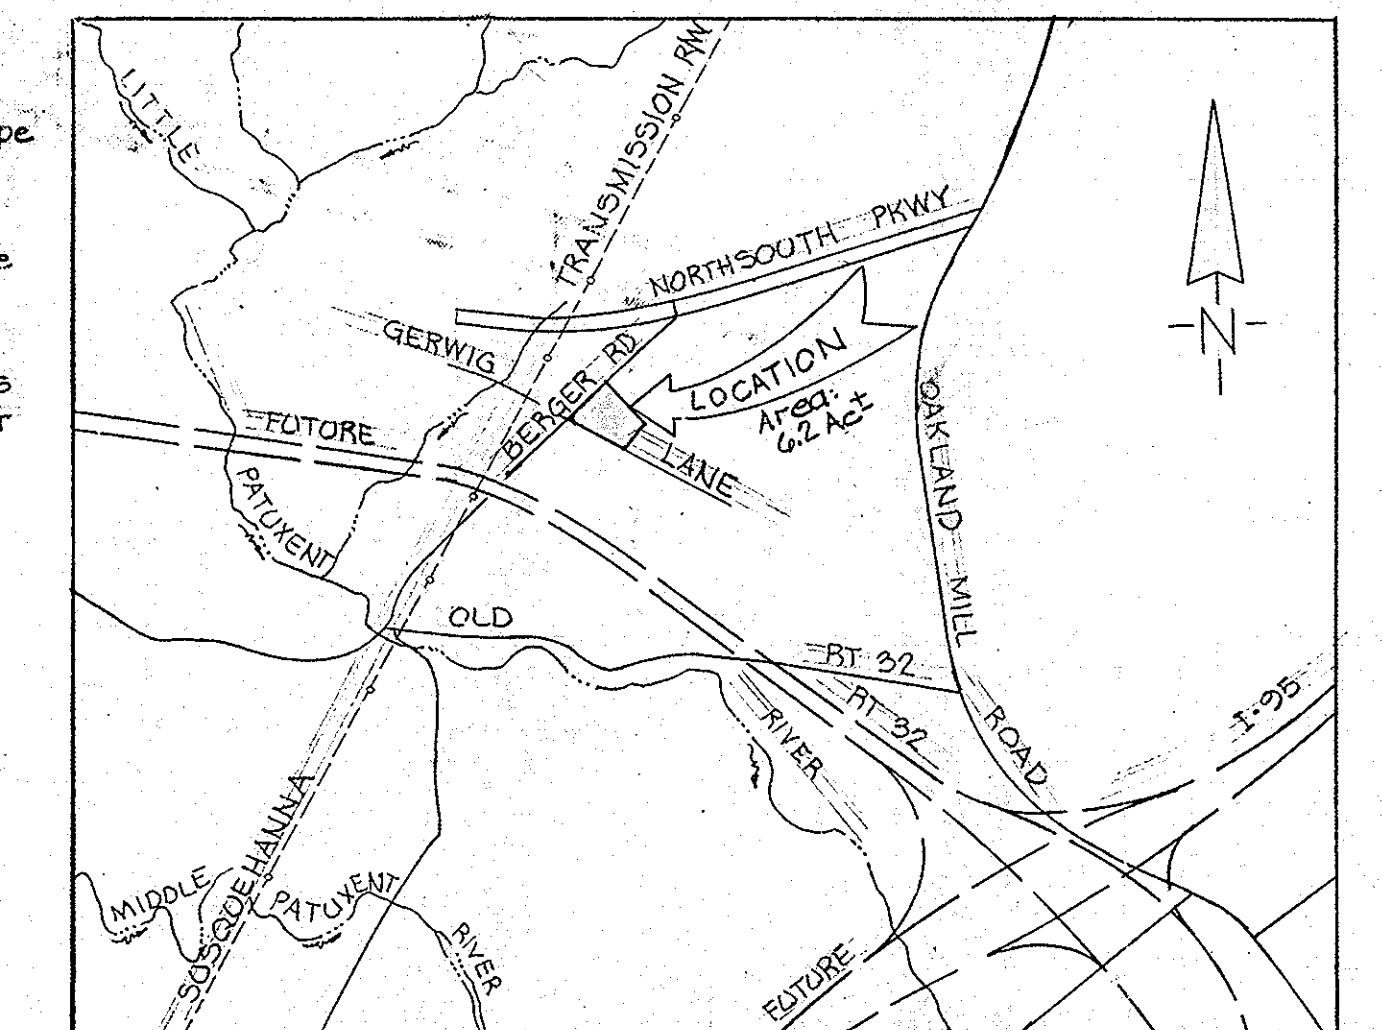 pe
e
s
r
LITTLE
TRANSMISSION R/W
NORTHSOUTH PKWY
GERWIG
BERGER RD
LOCATION
Area:
6.2 Ac±
N
FUTURE
LANE
OAKLAND MILL
PATUXENT
OLD
RT 32
RT 32
I-95
RIVER
ROAD
SUSQUEHANNA
MIDDLE
PATUXENT
RIVER
FUTURE